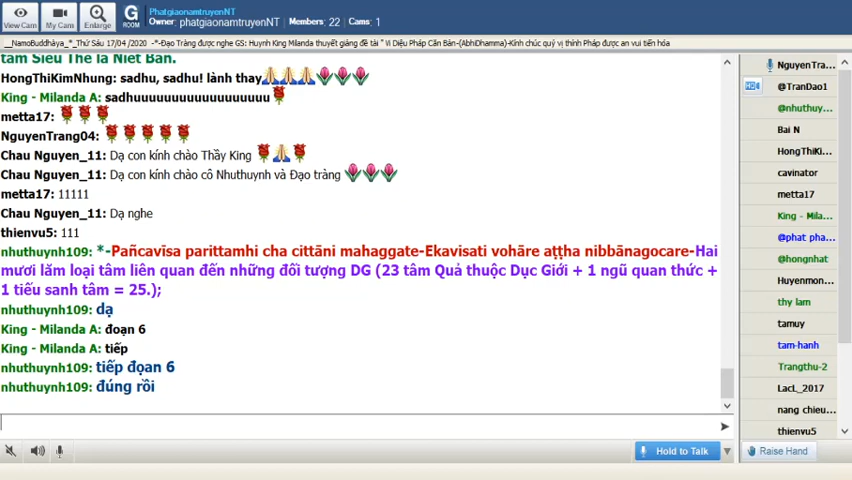 PhatgiaonamtruyenNT
Owner: phatgiaonamtruyenNT Members: 22 Cams: 1
View Cam
My Cam
Enlarge
G
ROOM
__NamoBuddhàya_*_Thứ Sáu 17/04 /2020 -*-Đạo Tràng được nghe GS: Huynh King Milanda thuyết giảng đề tài " Vi Diệu Pháp Căn Bản-(AbhiDhamma)-Kính chúc quý vị thính Pháp được an vui tiến hóa
tâm Siêu Thế là Niết Bàn.
HongThiKimNhung: sadhu, sadhu! lành thay
King - Milanda A: sadhuuuuuuuuuuuuuuuuuu
metta17:
NguyenTrang04:
Chau Nguyen_11: Dạ con kính chào Thầy King
Chau Nguyen_11: Dạ con kính chào cô Nhuthuynh và Đạo tràng
metta17: 11111
Chau Nguyen_11: Dạ nghe
thienvu5: 111
nhuthuynh109: *-Pañcavīsa parittamhi cha cittāni mahaggate-Ekavisati vohāre aṭṭha nibbānagocare-Hai
mươi lăm loại tâm liên quan đến những đối tượng DG (23 tâm Quả thuộc Dục Giới + 1 ngũ quan thức +
1 tiếu sanh tâm = 25.);
nhuthuynh109: dạ
King - Milanda A: đoạn 6
King - Milanda A: tiếp
nhuthuynh109: tiếp đọan 6
nhuthuynh109: đúng rồi
NguyenTra...
@TranDao1
@nhuthuy...
Bai N
HongThiKi...
cavinator
metta17
King - Mila...
@phat pha...
@hongnhat
Huyenmon...
thy lam
tamuy
tam-hanh
Trangthu-2
LacL_2017
nang chieu...
thienvu5
Hold to Talk
Raise Hand